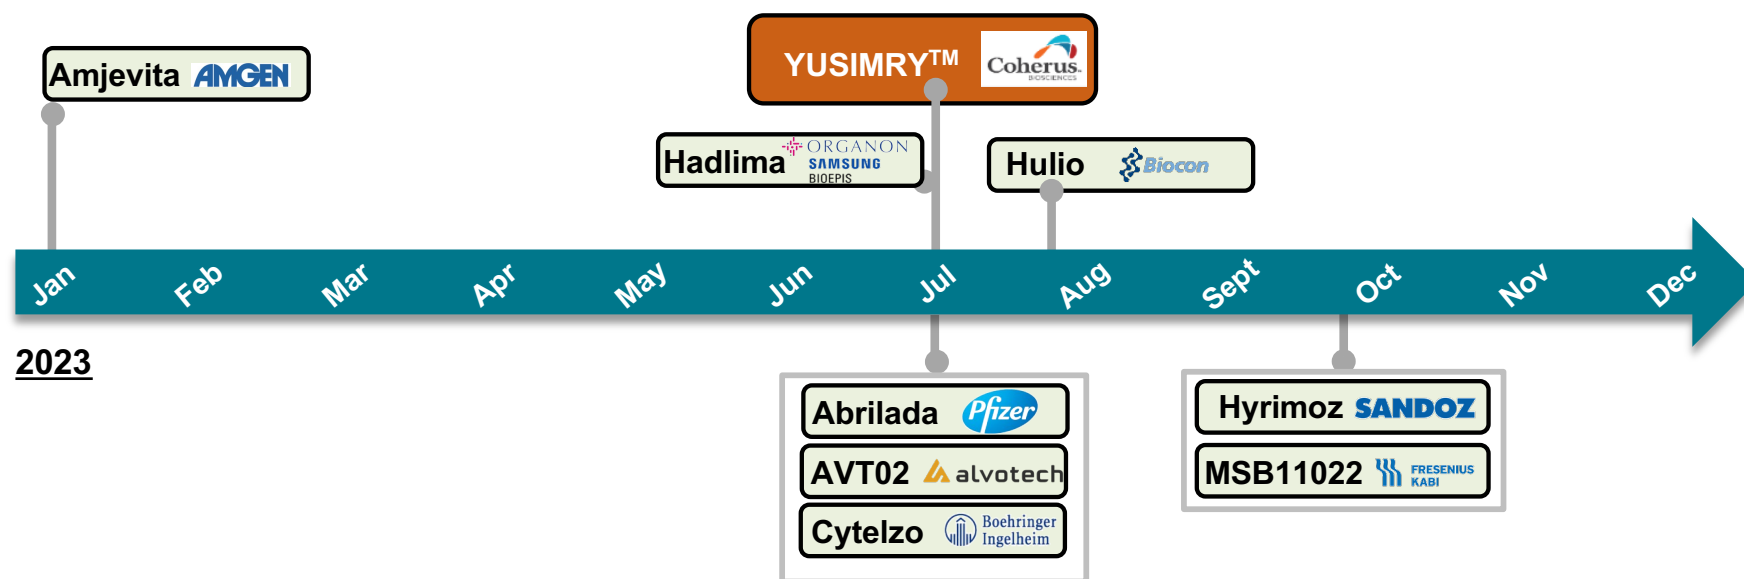 YUSIMRY™ Coherus™
BIOSCIENCES
Amjevita AMGEN
Hadlima ORGANON
SAMSUNG
BIOEPIS
Hulio Biocon
Jan Feb Mar Apr May Jun Jul Aug Sept Oct Nov Dec
2023
Abrilada Pfizer
AVT02 alvotech
Cytelzo Boehringer
Ingelheim
Hyrimoz SANDOZ
MSB11022 FRESENIUS
KABI